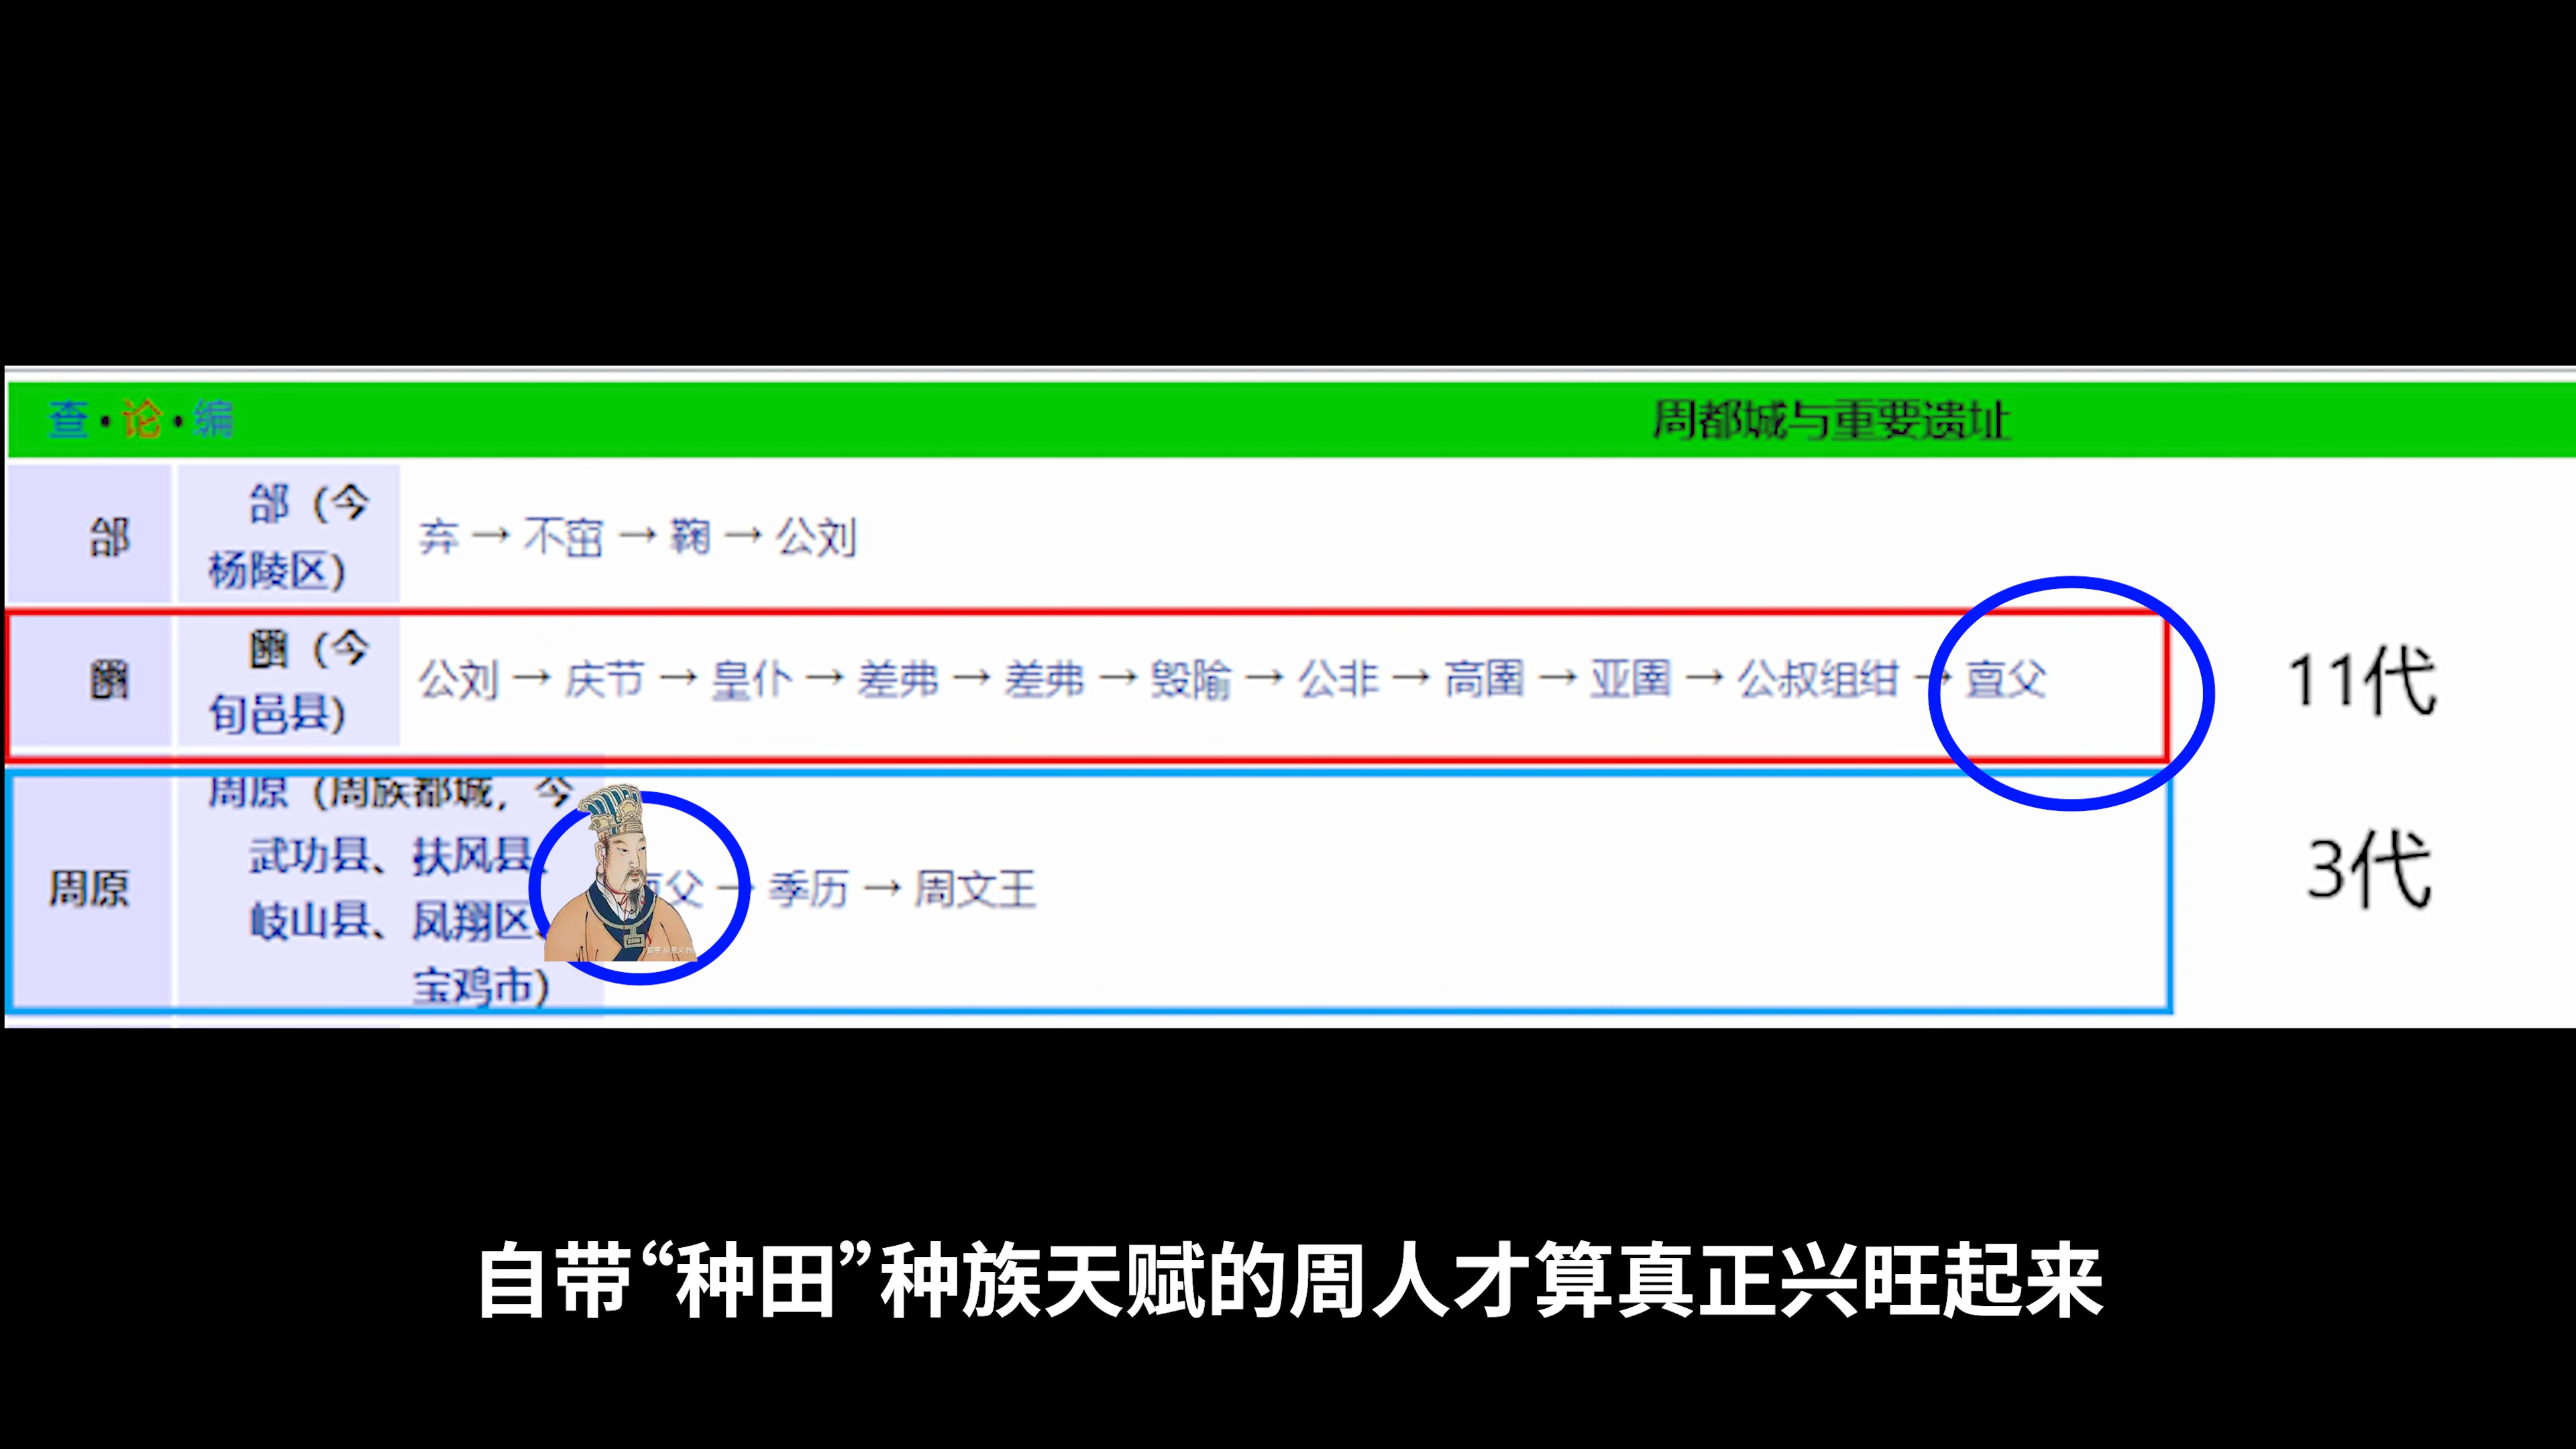 查·论·编
周都城与重要遗址
邰
邰（今
杨陵区）
弃 → 不窋 → 鞠 → 公刘
豳
豳（今
旬邑县）
公刘 → 庆节 → 皇仆 → 差弗 → 差弗 → 毁隃 → 公非 → 高圉 → 亚圉 → 公叔组绀 → 亶父
11代
周原
周原（周族都城，今
武功县、扶风县、
岐山县、凤翔区、
宝鸡市）
父 → 季历 → 周文王
3代
自带“种田”种族天赋的周人才算真正兴旺起来